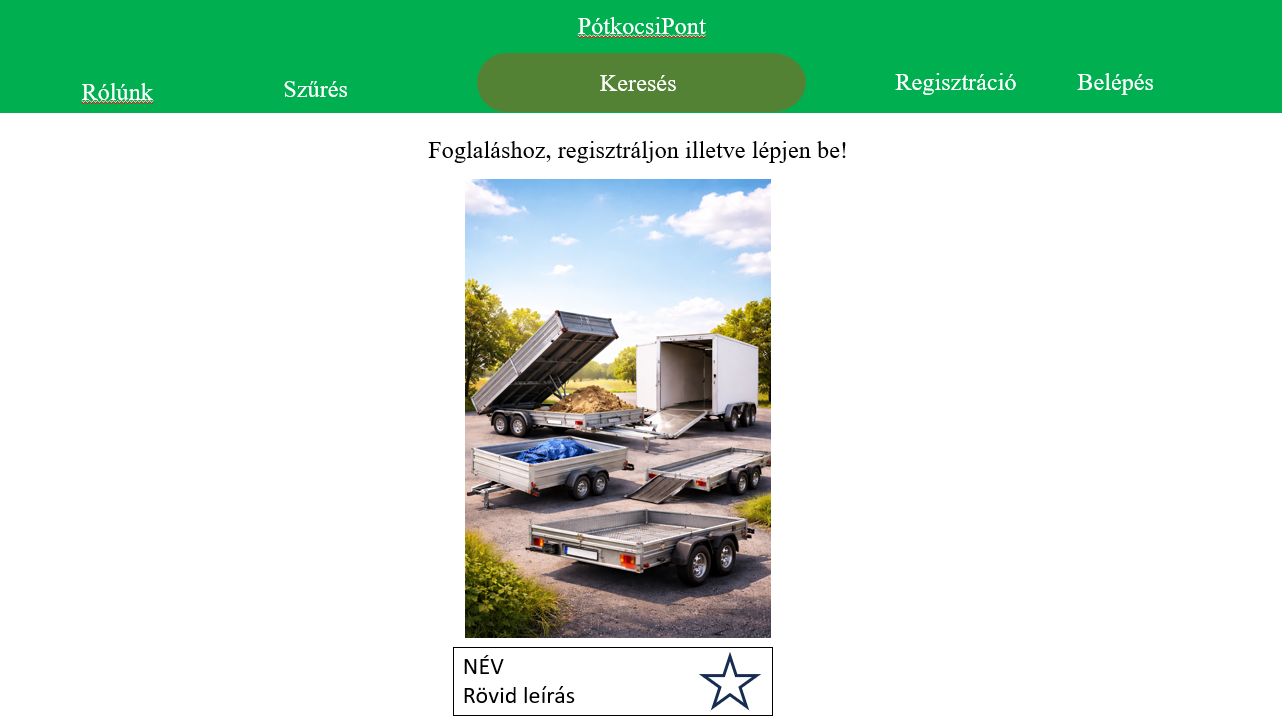 PótkocsiPont
Rólúnk
Szűrés
Keresés
Regisztráció
Belépés
Foglaláshoz, regisztráljon illetve lépjen be!
NÉV
Rövid leírás